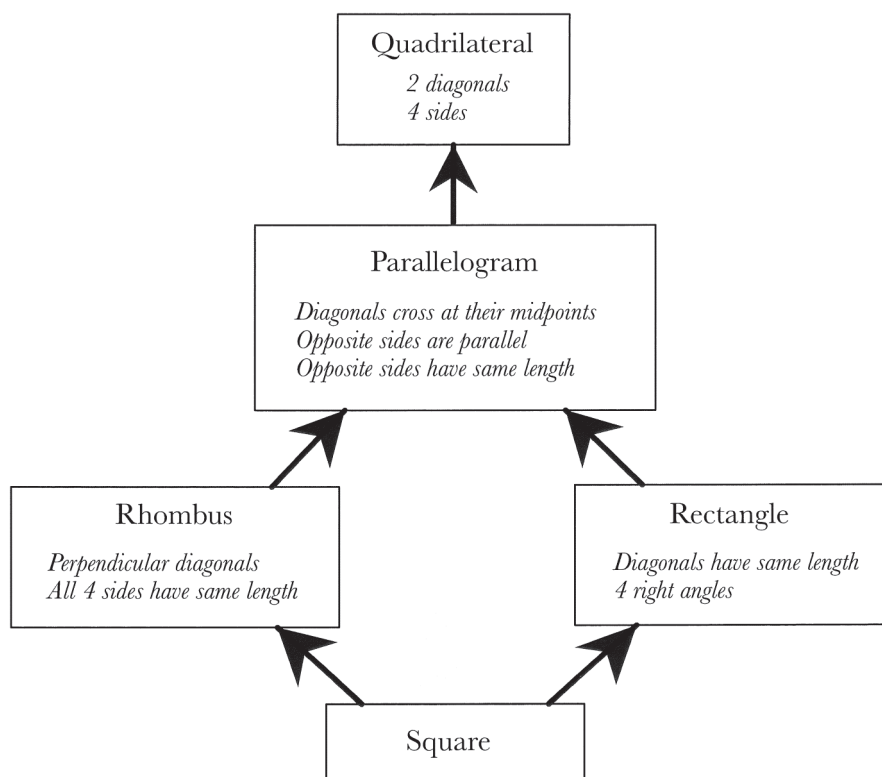 Quadrilateral
2 diagonals
4 sides
Parallelogram
Diagonals cross at their midpoints
Opposite sides are parallel
Opposite sides have same length
Rhombus
Perpendicular diagonals
All 4 sides have same length
Rectangle
Diagonals have same length
4 right angles
Square